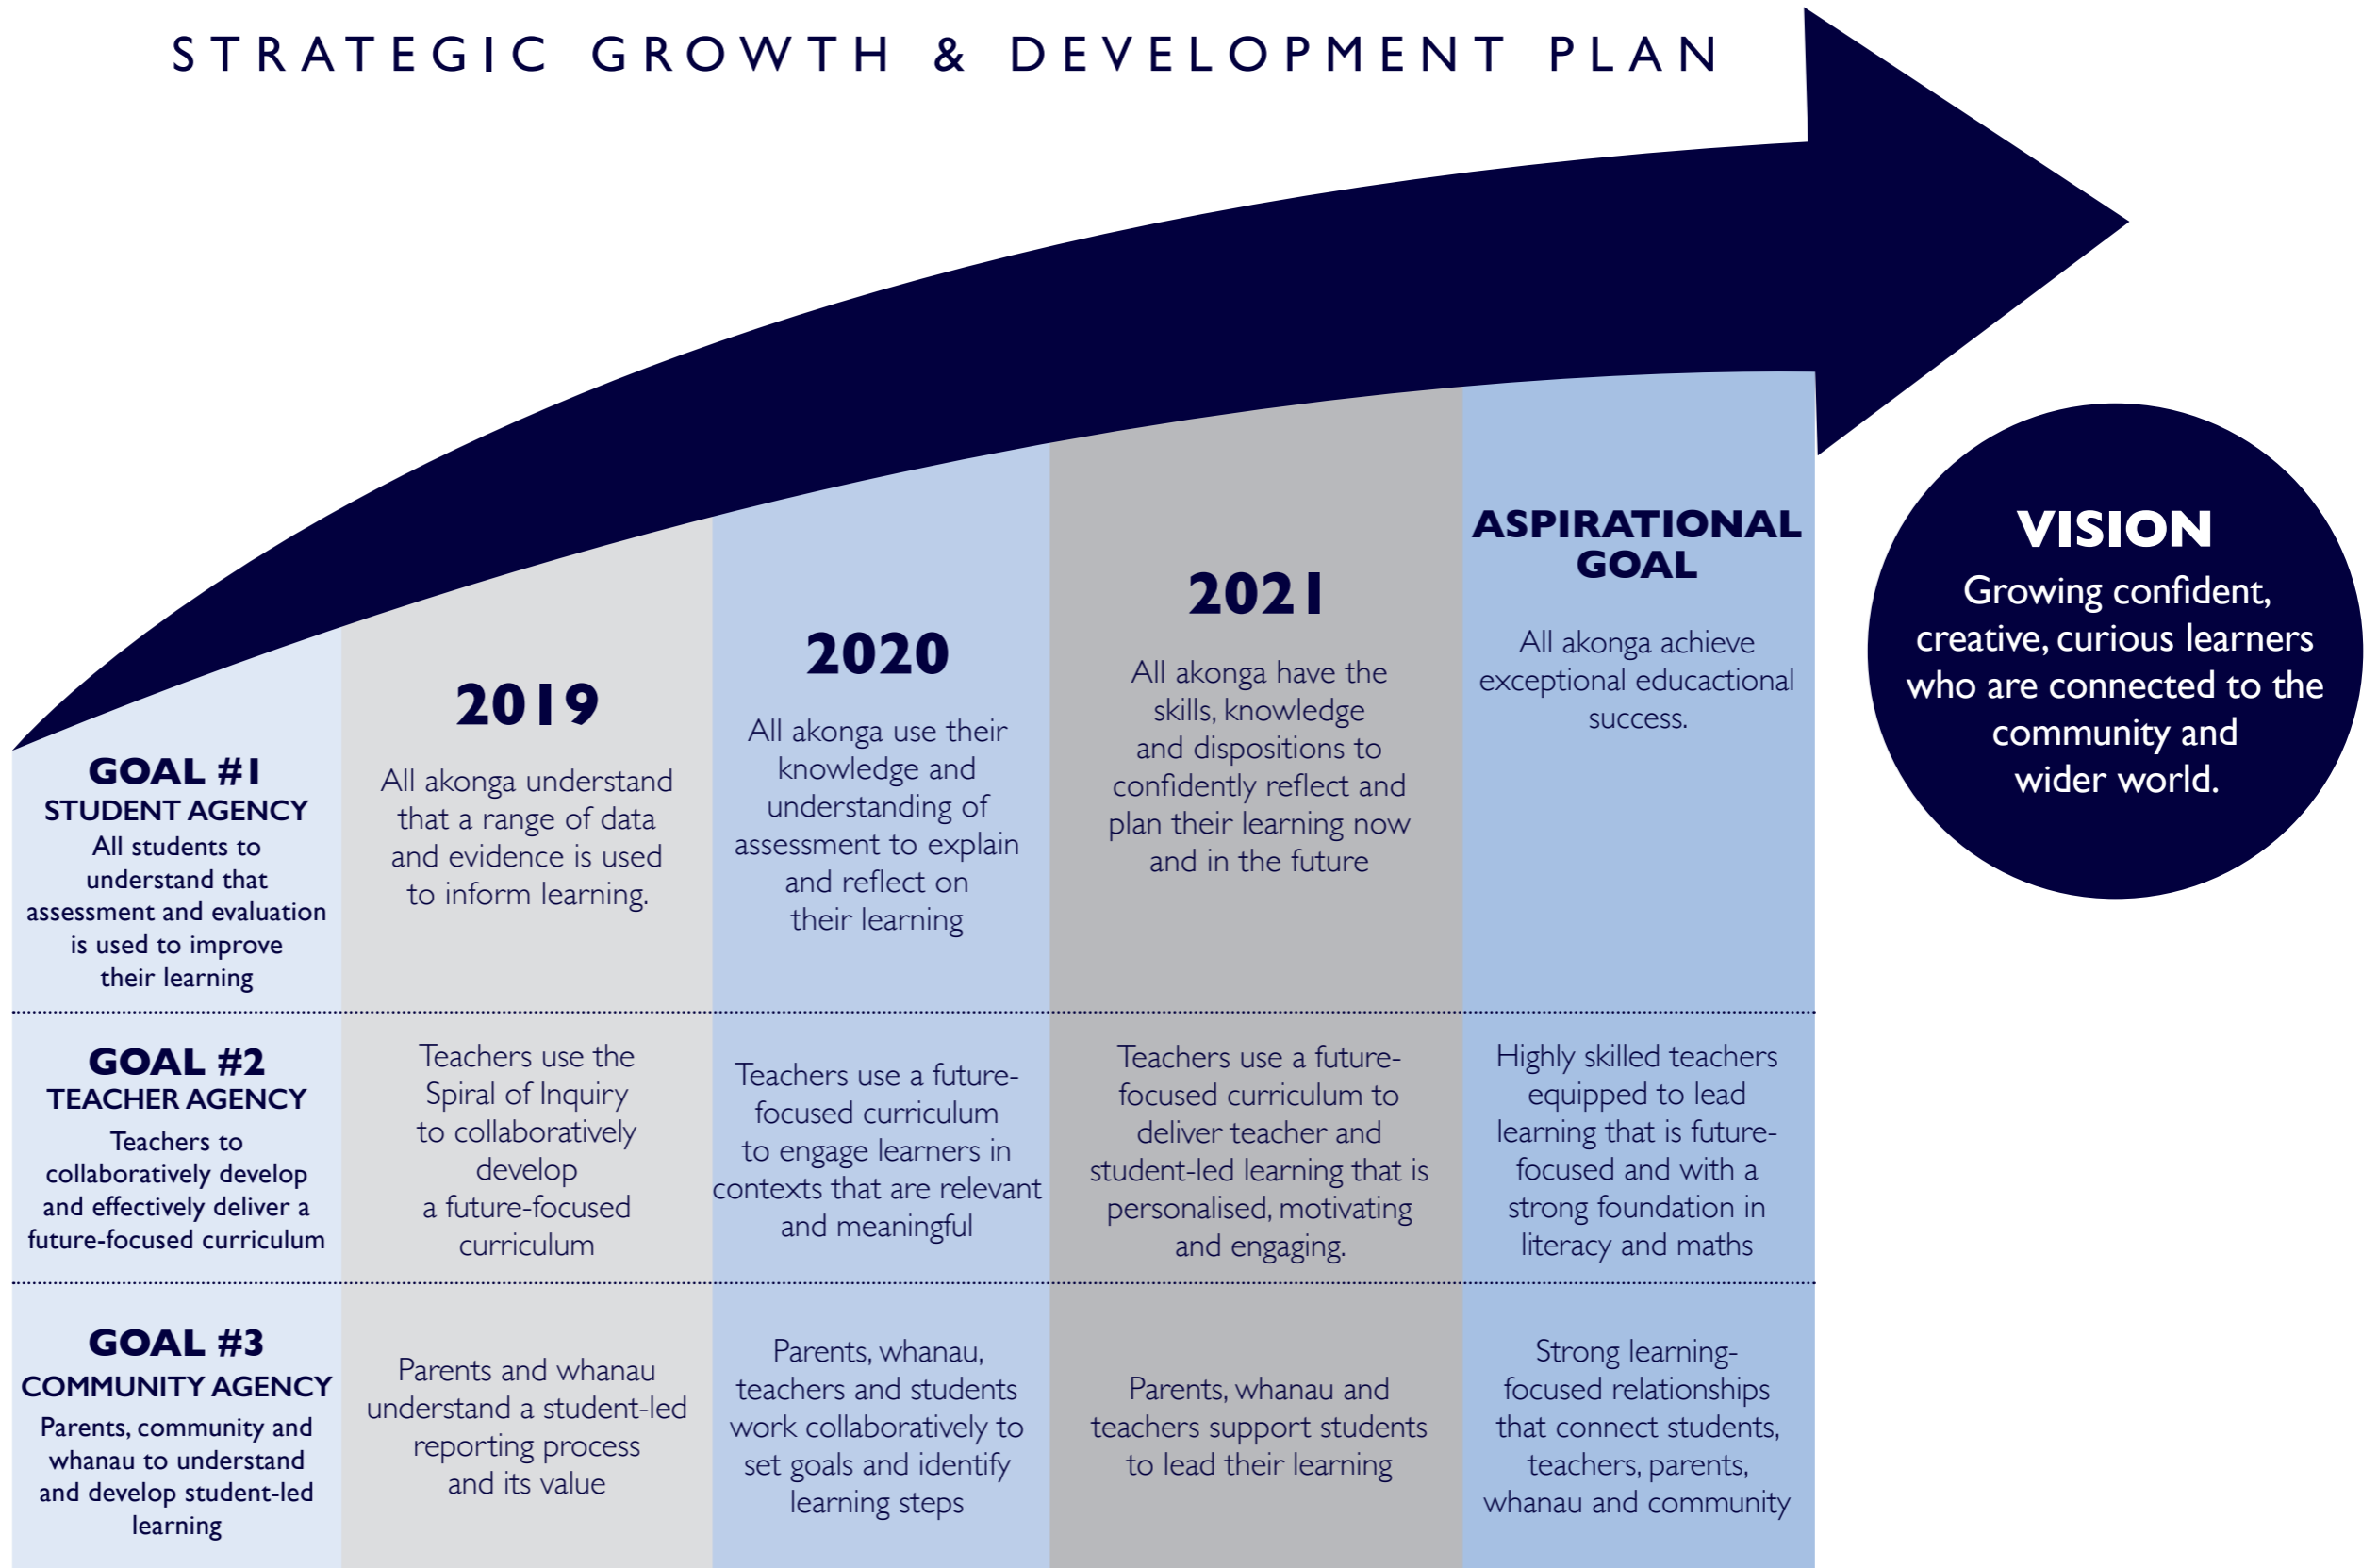 STRATEGIC GROWTH & DEVELOPMENT PLAN
GOAL #1
STUDENT AGENCY
All students to
understand that
assessment and evaluation
is used to improve
their learning
2019
All akonga understand
that a range of data
and evidence is used
to inform learning.
2020
All akonga use their
knowledge and
understanding of
assessment to explain
and reflect on
their learning
2021
All akonga have the
skills, knowledge
and dispositions to
confidently reflect and
plan their learning now
and in the future
ASPIRATIONAL
GOAL
All akonga achieve
exceptional educactional
success.
GOAL #2
TEACHER AGENCY
Teachers to
collaboratively develop
and effectively deliver a
future-focused curriculum
Teachers use the
Spiral of Inquiry
to collaboratively
develop
a future-focused
curriculum
Teachers use a future-
focused curriculum
to engage learners in
contexts that are relevant
and meaningful
Teachers use a future-
focused curriculum to
deliver teacher and
student-led learning that is
personalised, motivating
and engaging.
Highly skilled teachers
equipped to lead
learning that is future-
focused and with a
strong foundation in
literacy and maths
GOAL #3
COMMUNITY AGENCY
Parents, community and
whanau to understand
and develop student-led
learning
Parents and whanau
understand a student-led
reporting process
and its value
Parents, whanau,
teachers and students
work collaboratively to
set goals and identify
learning steps
Parents, whanau and
teachers support students
to lead their learning
Strong learning-
focused relationships
that connect students,
teachers, parents,
whanau and community
VISION
Growing confident,
creative, curious learners
who are connected to the
community and
wider world.